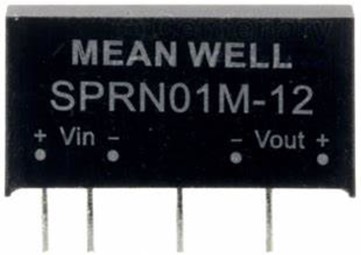 MEAN WELL
SPRN01M-12
+ Vin - - Vout +